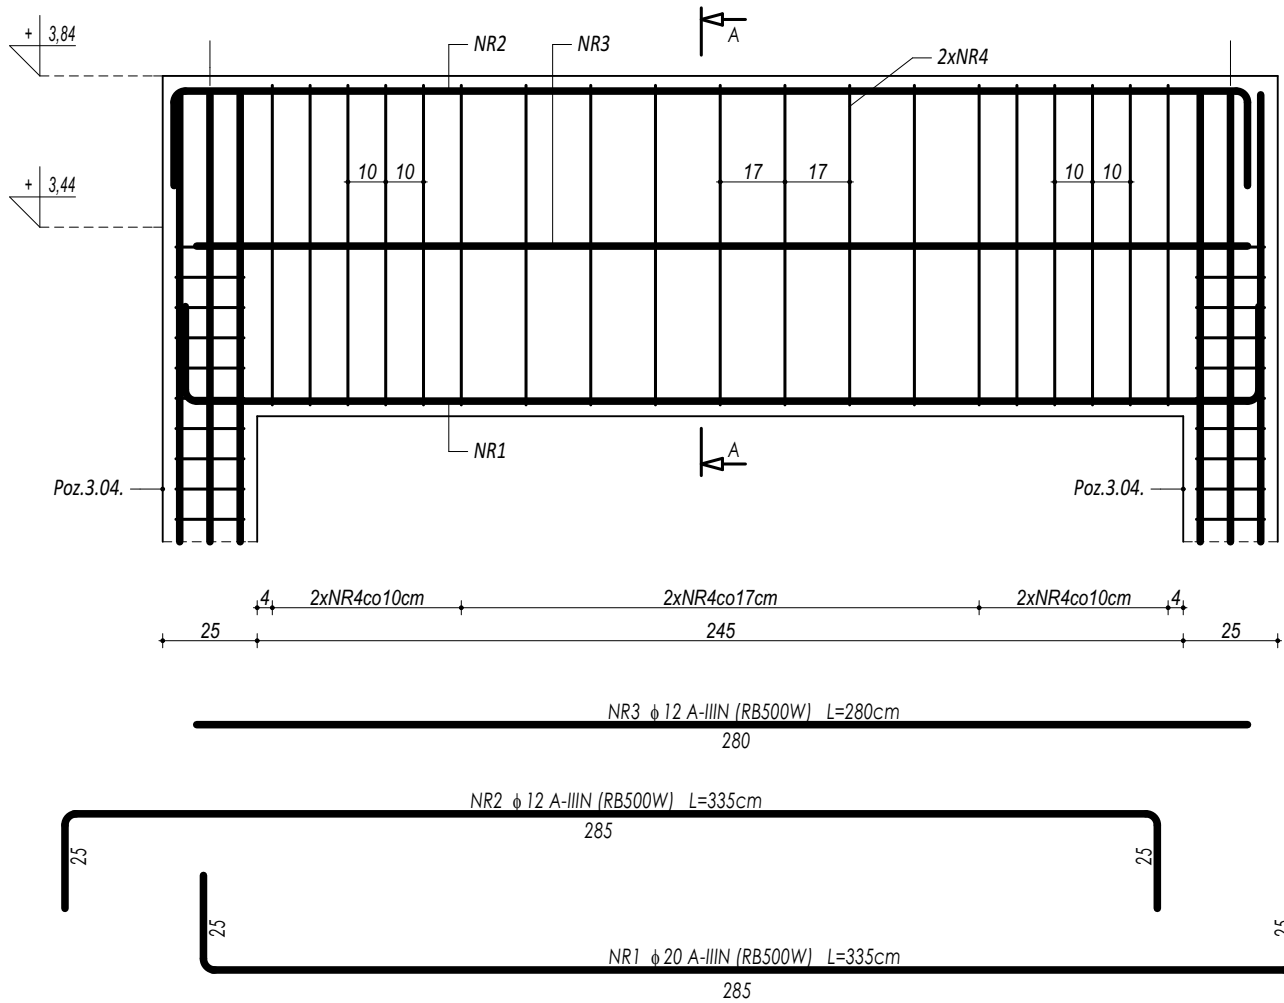 + 3,84
NR2
NR3
A
2xNR4
10 10
17 17
10 10
+ 3,44
NR1
A
Poz.3.04.
Poz.3.04.
4 2xNR4co10cm 2xNR4co17cm 2xNR4co10cm 4
25 245 25
NR3 ϕ 12 A-IIIN (RB500W) L=280cm
280
NR2 ϕ 12 A-IIIN (RB500W) L=335cm
285
25 25
25 25
NR1 ϕ 20 A-IIIN (RB500W) L=335cm
285